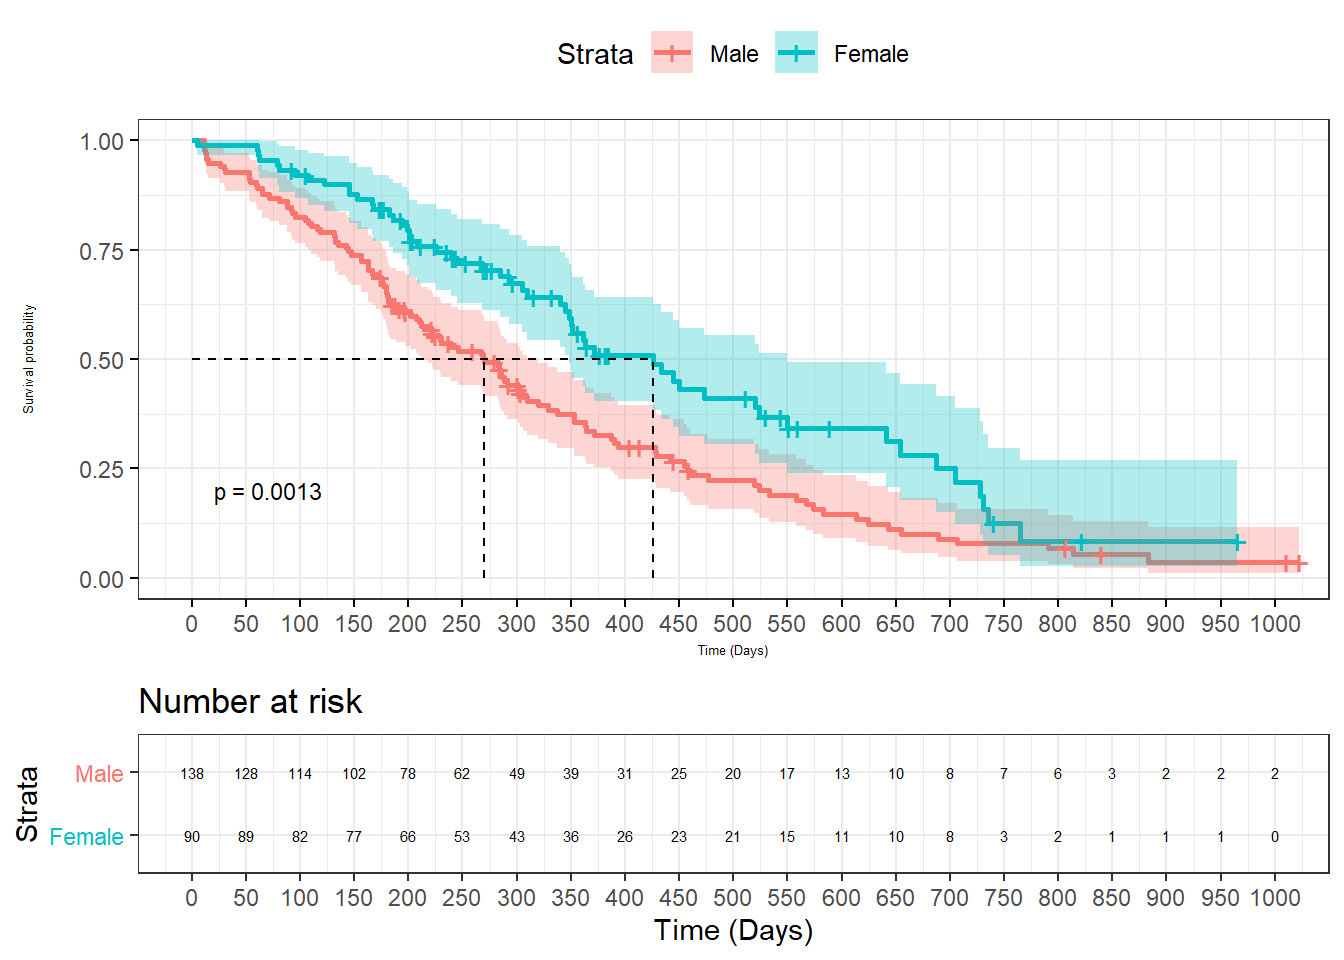 Strata Male Female
1.00
0.75
0.50
0.25
0.00
Survival probability
p = 0.0013
0 50 100 150 200 250 300 350 400 450 500 550 600 650 700 750 800 850 900 950 1000
Time (Days)
Number at risk
Strata
Male 138 128 114 102 78 62 49 39 31 25 20 17 13 10 8 7 6 3 2 2 2
Female 90 89 82 77 66 53 43 36 26 23 21 15 11 10 8 3 2 1 1 1 0
0 50 100 150 200 250 300 350 400 450 500 550 600 650 700 750 800 850 900 950 1000
Time (Days)